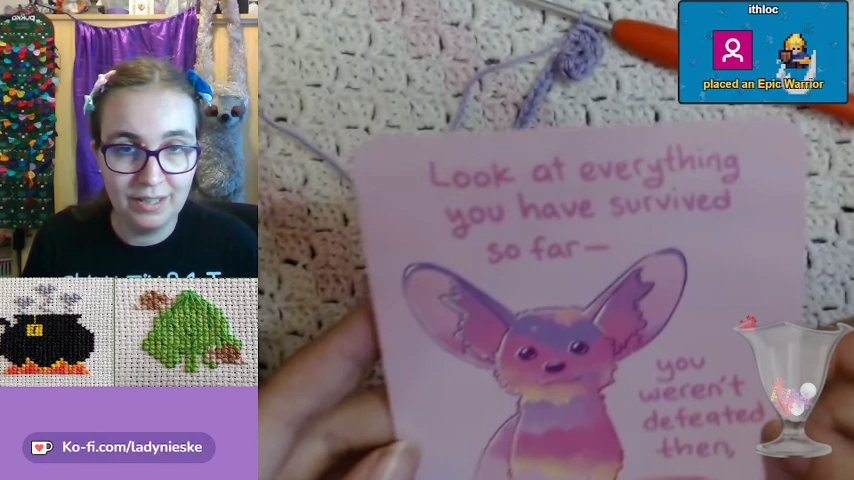 ithloc
placed an Epic Warrior
Look at everything
you have survived
so far—
you
weren't
defeated
then,
Ko-fi.com/ladynieske